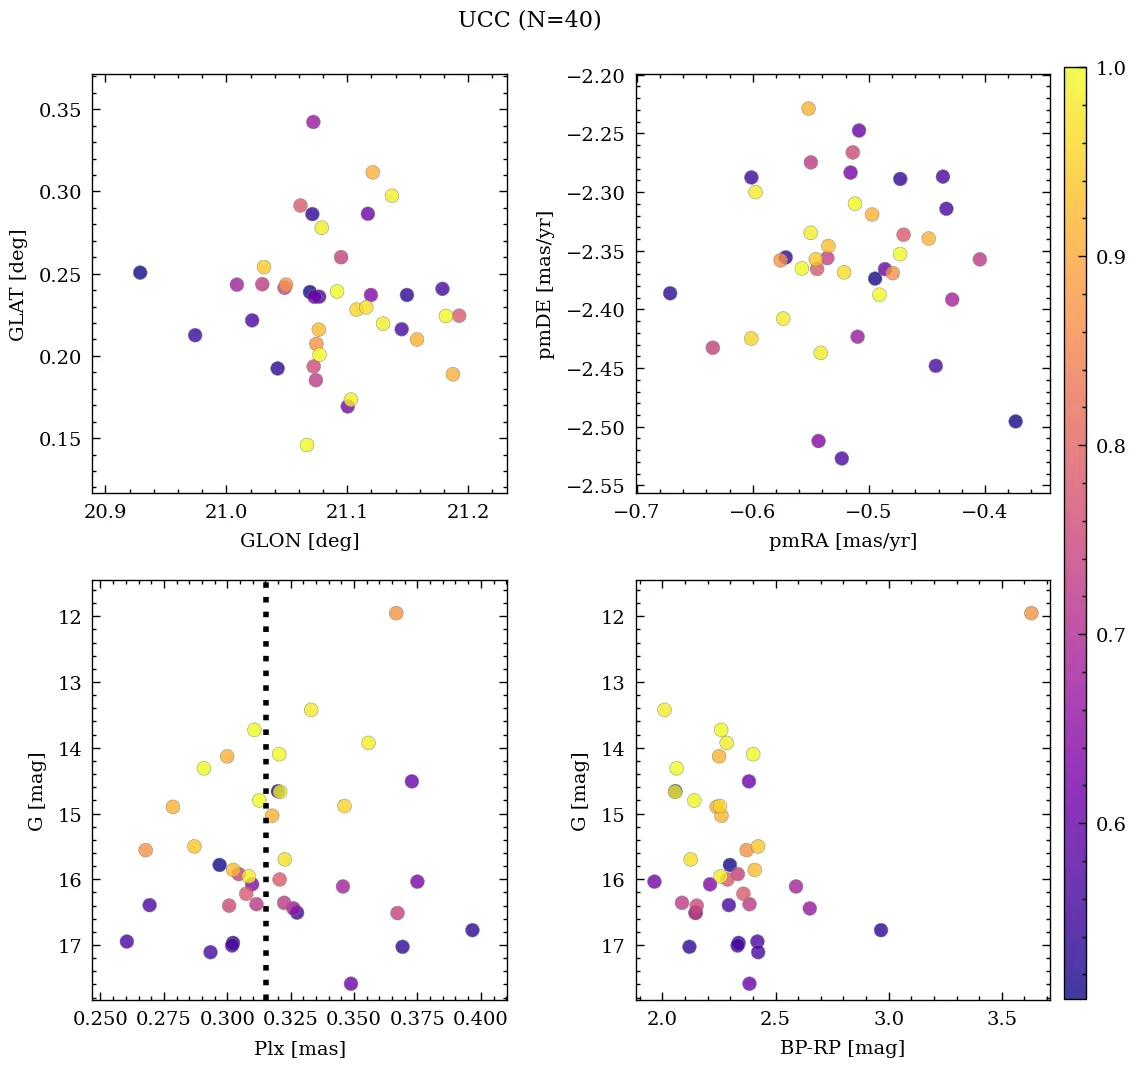 UCC (N=40)
0.35
0.30
0.25
0.20
0.15
GLAT [deg]
20.9 21.0 21.1 21.2
GLON [deg]
−2.20
−2.25
−2.30
−2.35
−2.40
−2.45
−2.50
−2.55
pmDE [mas/yr]
−0.7 −0.6 −0.5 −0.4
pmRA [mas/yr]
12
13
14
15
16
17
G [mag]
0.250 0.275 0.300 0.325 0.350 0.375 0.400
Plx [mas]
12
13
14
15
16
17
G [mag]
2.0 2.5 3.0 3.5
BP-RP [mag]
1.0
0.9
0.8
0.7
0.6